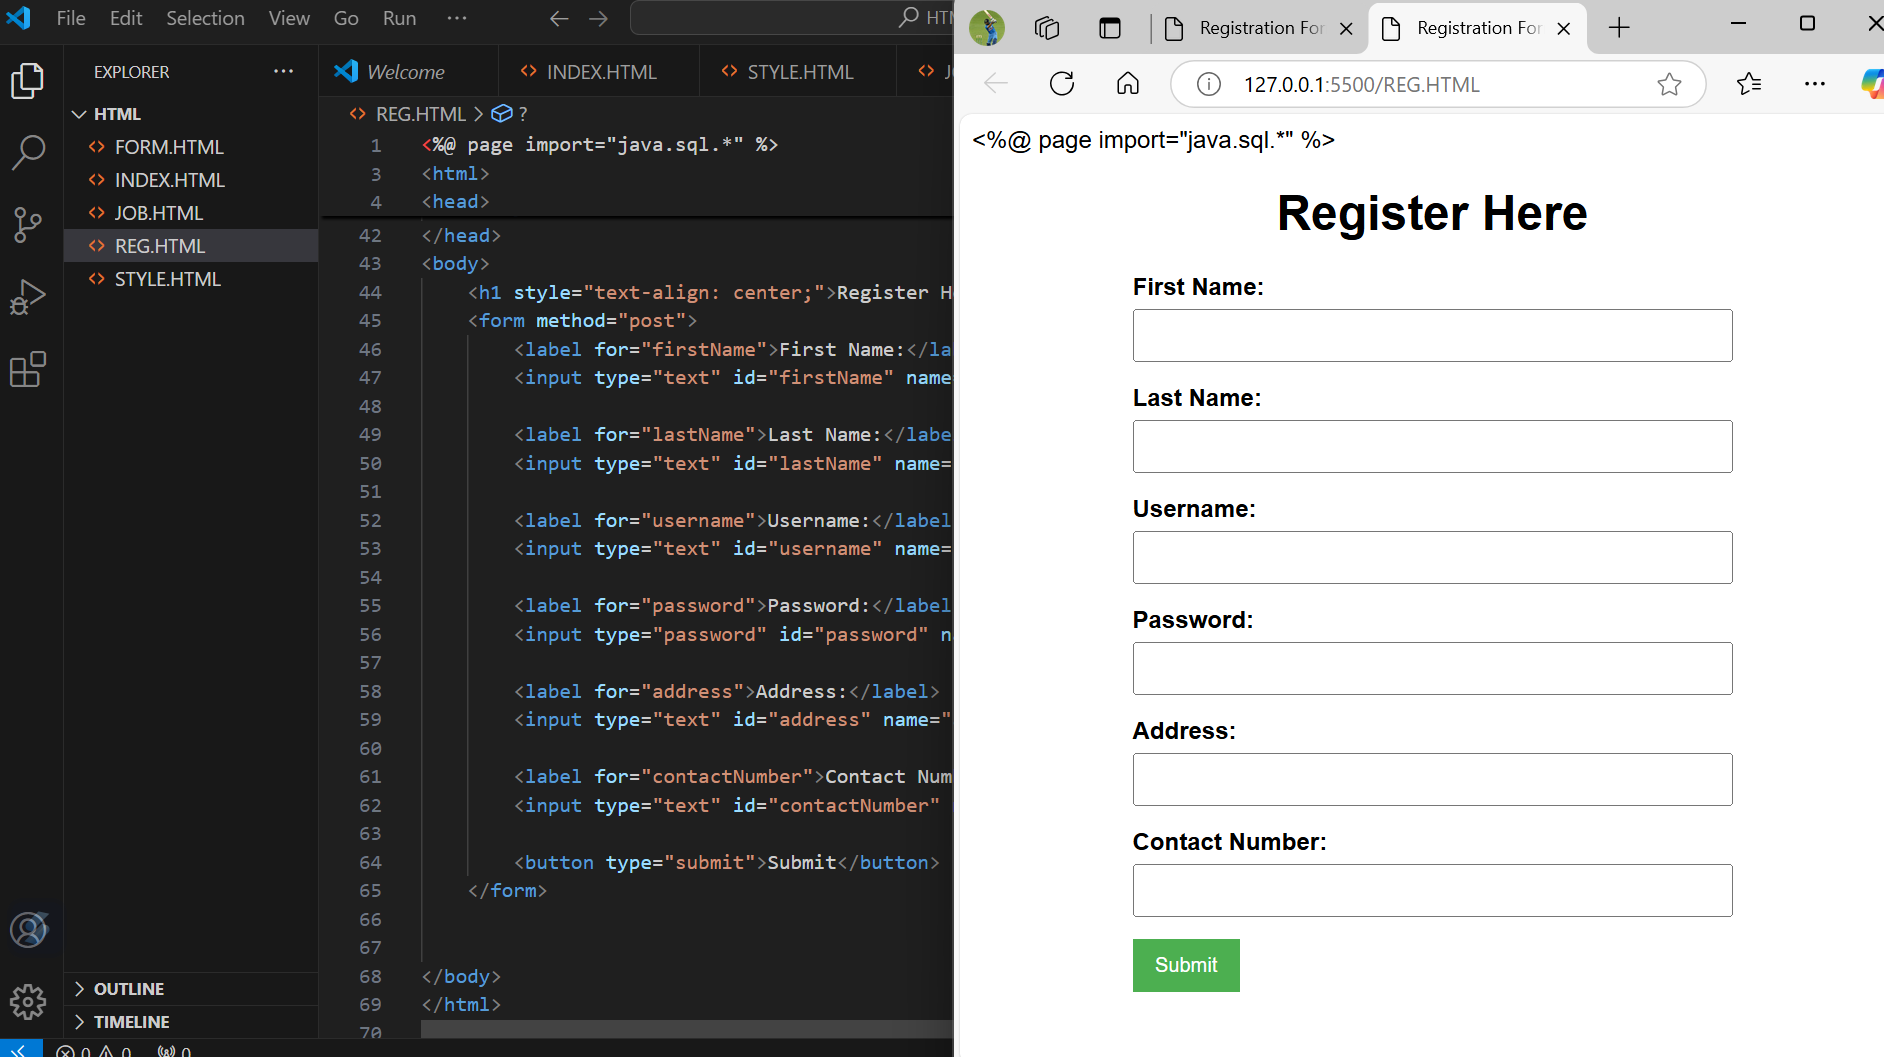 File Edit Selection View Go Run ···
EXPLORER ···
HTML
FORM.HTML
INDEX.HTML
JOB.HTML
REG.HTML
STYLE.HTML
OUTLINE
TIMELINE
0 0 0
Welcome <> INDEX.HTML <> STYLE.HTML <>
<> REG.HTML > ?
1 <%@ page import="java.sql.*" %>
3 <html>
4 <head>
42 </head>
43 <body>
44 <h1 style="text-align: center;">Register H
45 <form method="post">
46 <label for="firstName">First Name:</la
47 <input type="text" id="firstName" name
48
49 <label for="lastName">Last Name:</labe
50 <input type="text" id="lastName" name=
51
52 <label for="username">Username:</label
53 <input type="text" id="username" name=
54
55 <label for="password">Password:</label
56 <input type="password" id="password" n
57
58 <label for="address">Address:</label>
59 <input type="text" id="address" name="
60
61 <label for="contactNumber">Contact Num
62 <input type="text" id="contactNumber"
63
64 <button type="submit">Submit</button>
65 </form>
66
67
68 </body>
69 </html>
70
Registration For
Registration For
127.0.0.1:5500/REG.HTML
<%@ page import="java.sql.*" %>
Register Here
First Name:
Last Name:
Username:
Password:
Address:
Contact Number:
Submit